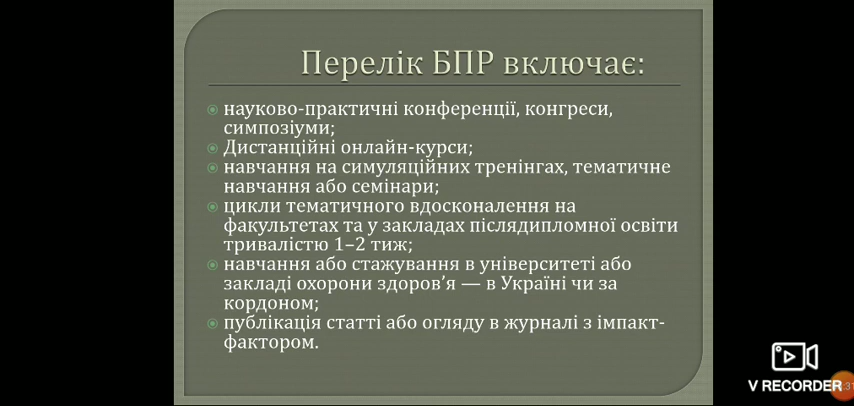 Перелік БПР включає:
науково-практичні конференції, конгреси,
симпозіуми;
Дистанційні онлайн-курси;
навчання на симуляційних тренінгах, тематичне
навчання або семінари;
цикли тематичного вдосконалення на
факультетах та у закладах післядипломної освіти
тривалістю 1–2 тиж;
навчання або стажування в університеті або
закладі охорони здоров’я — в Україні чи за
кордоном;
публікація статті або огляду в журналі з імпакт-
фактором.
V RECORDER